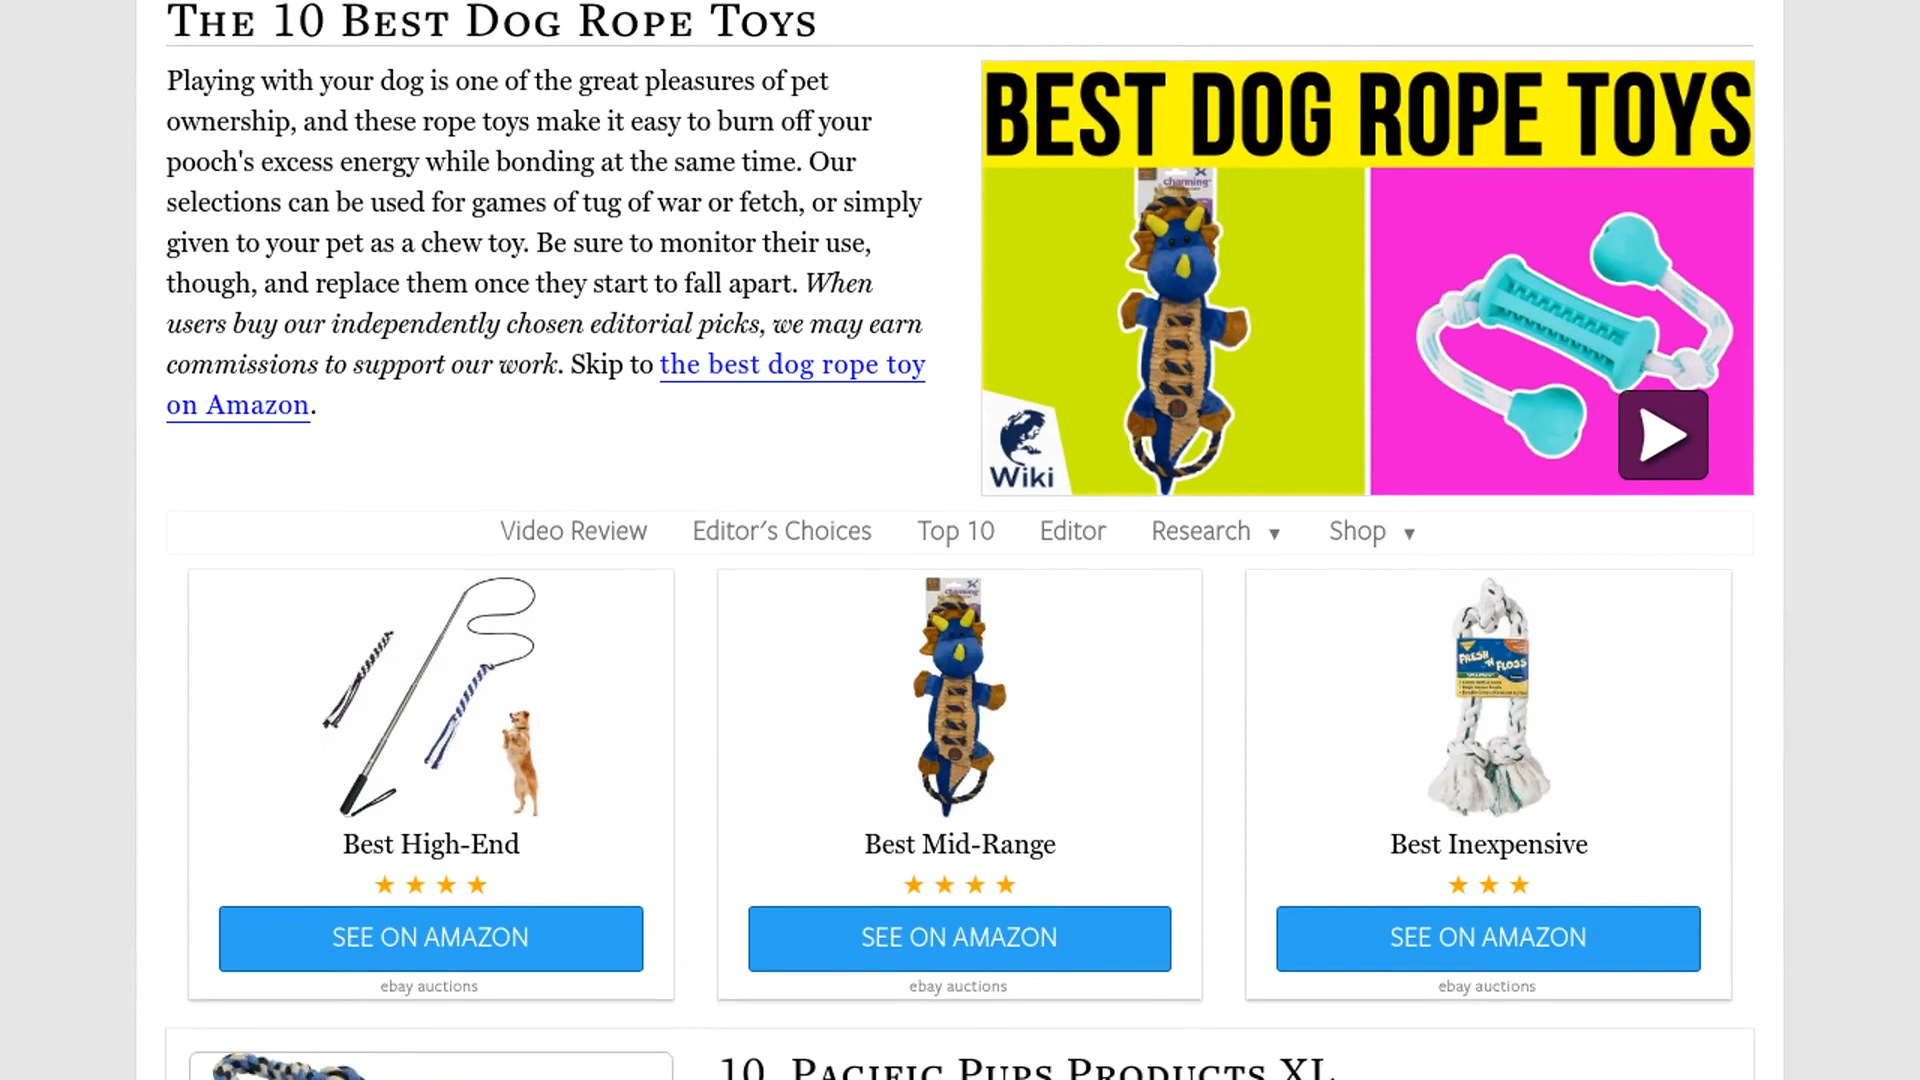 The 10 Best Dog Rope Toys
Playing with your dog is one of the great pleasures of pet
ownership, and these rope toys make it easy to burn off your
pooch's excess energy while bonding at the same time. Our
selections can be used for games of tug of war or fetch, or simply
given to your pet as a chew toy. Be sure to monitor their use,
though, and replace them once they start to fall apart. When
users buy our independently chosen editorial picks, we may earn
commissions to support our work. Skip to the best dog rope toy
on Amazon.
BEST DOG ROPE TOYS
charming
Wiki
Video Review Editor's Choices Top 10 Editor Research ▼ Shop ▼
charming
FRESH 'N FLOSS
Best High-End Best Mid-Range Best Inexpensive
★ ★ ★ ★ ★ ★ ★ ★ ★ ★ ★
SEE ON AMAZON SEE ON AMAZON SEE ON AMAZON
ebay auctions ebay auctions ebay auctions
10. Pacific Pups Products XL